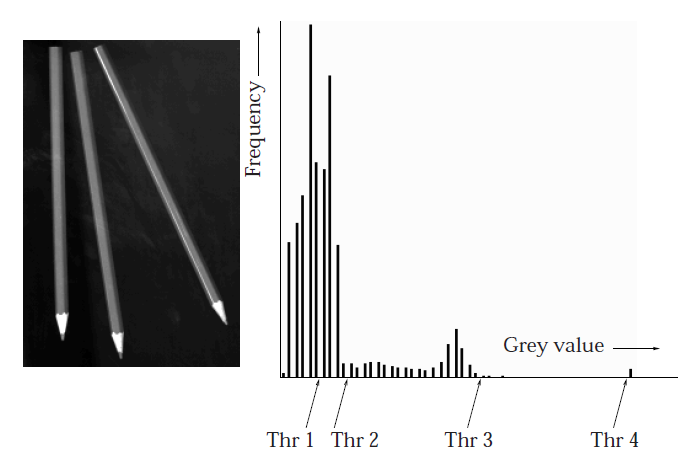 Frequency
Grey value
Thr 1
Thr 2
Thr 3
Thr 4